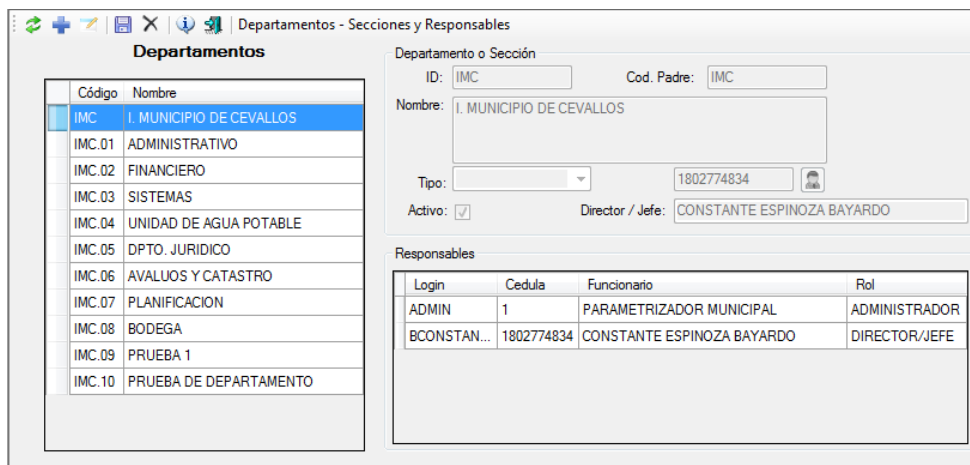 Departamentos - Secciones y Responsables
Departamentos
Código Nombre
IMC I. MUNICIPIO DE CEVALLOS
IMC.01 ADMINISTRATIVO
IMC.02 FINANCIERO
IMC.03 SISTEMAS
IMC.04 UNIDAD DE AGUA POTABLE
IMC.05 DPTO. JURIDICO
IMC.06 AVALUOS Y CATASTRO
IMC.07 PLANIFICACION
IMC.08 BODEGA
IMC.09 PRUEBA 1
IMC.10 PRUEBA DE DEPARTAMENTO
Departamento o Sección
ID: IMC Cod. Padre: IMC
Nombre: I. MUNICIPIO DE CEVALLOS
Tipo: 1802774834
Activo: Director / Jefe: CONSTANTE ESPINOZA BAYARDO
Responsables
Login Cedula Funcionario Rol
ADMIN 1 PARAMETRIZADOR MUNICIPAL ADMINISTRADOR
BCONSTAN... 1802774834 CONSTANTE ESPINOZA BAYARDO DIRECTOR/JEFE